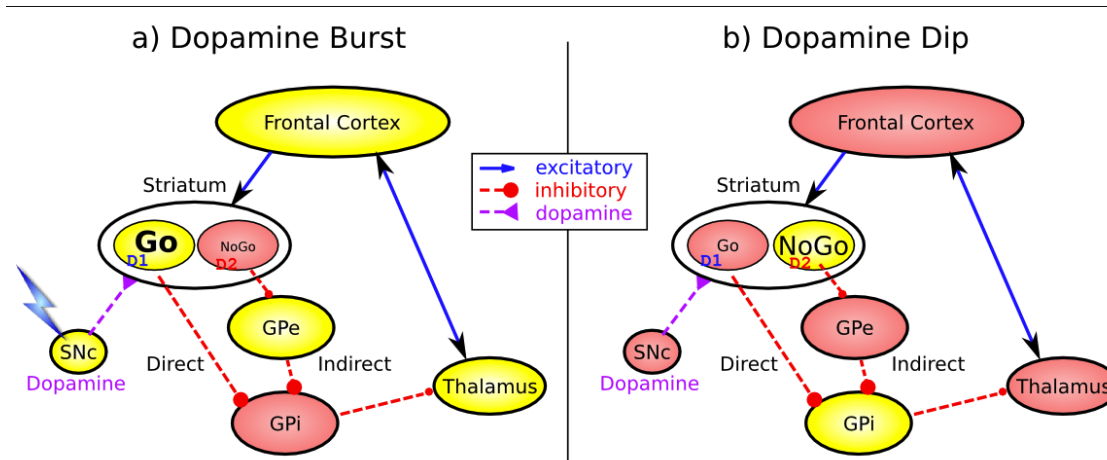 a) Dopamine Burst
Frontal Cortex
Striatum
Go
D1
NoGo
D2
GPe
SNc
Dopamine
Direct
Indirect
GPi
Thalamus
excitatory
inhibitory
dopamine
b) Dopamine Dip
Frontal Cortex
Striatum
Go
D1
NoGo
D2
GPe
SNc
Dopamine
Direct
Indirect
GPi
Thalamus